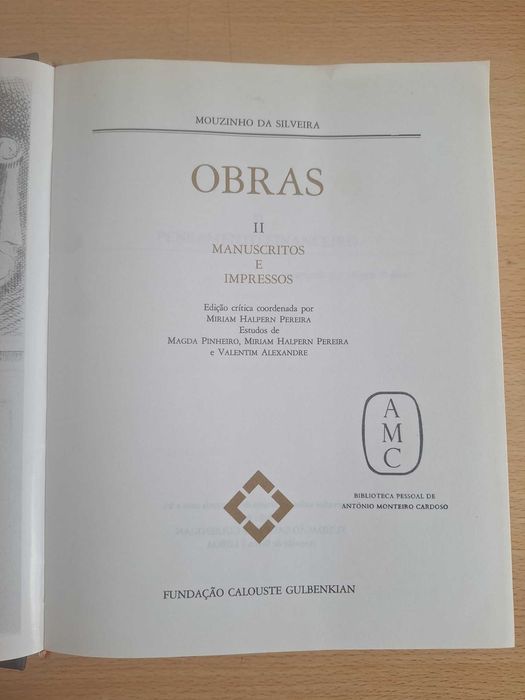 MOUZINHO DA SILVEIRA
OBRAS
II
MANUSCRITOS
E
IMPRESSOS
Edição crítica coordenada por
MIRIAM HALPERN PEREIRA
Estudos de
MAGDA PINHEIRO, MIRIAM HALPERN PEREIRA
e VALENTIM ALEXANDRE
A
M
C
BIBLIOTECA PESSOAL DE
ANTÓNIO MONTEIRO CARDOSO
FUNDAÇÃO CALOUSTE GULBENKIAN